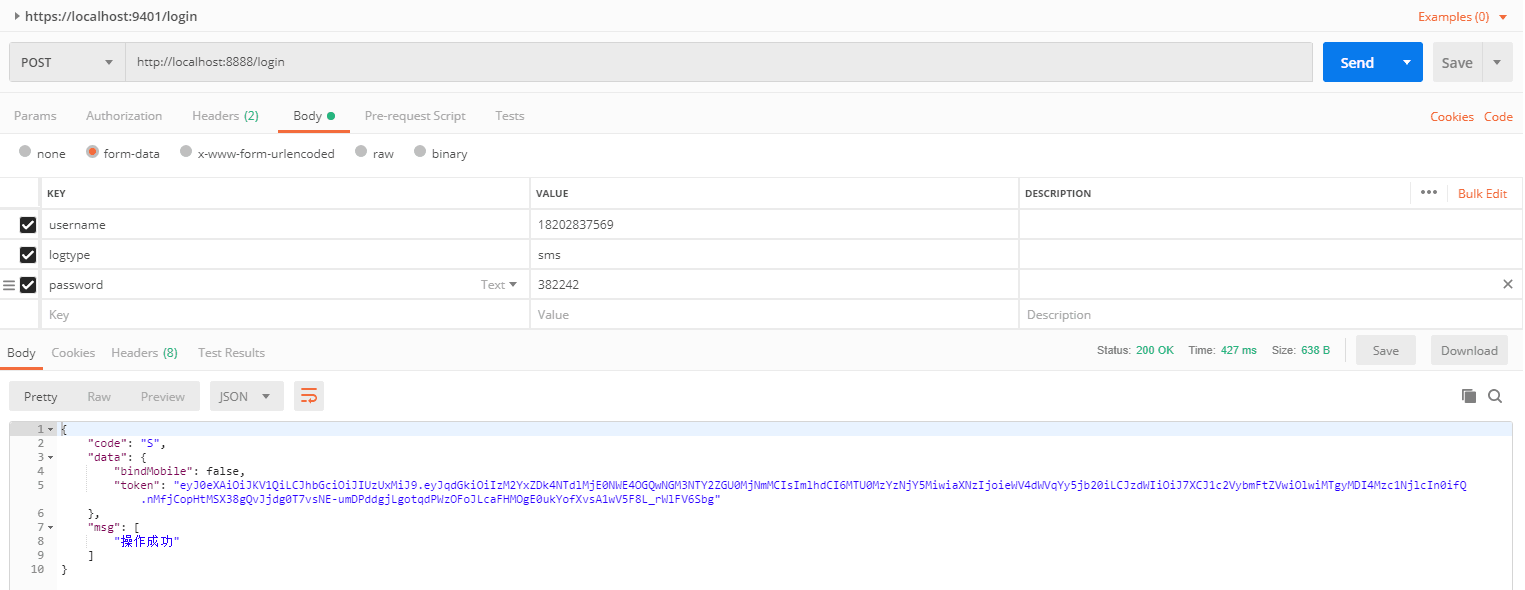 https://localhost:9401/login
Examples (0)
POST
http://localhost:8888/login
Send
Save
Params
Authorization
Headers (2)
Body
Pre-request Script
Tests
Cookies
Code
none
form-data
x-www-form-urlencoded
raw
binary
KEY
VALUE
DESCRIPTION
Bulk Edit
username
18202837569
logtype
sms
password
Text
382242
Key
Value
Description
Body
Cookies
Headers (8)
Test Results
Status: 200 OK
Time: 427 ms
Size: 638 B
Save
Download
Pretty
Raw
Preview
JSON
1 {
2 "code": "S",
3 "data": {
4 "bindMobile": false,
5 "token": "eyJ0eXAiOiJKV1QiLCJhbGciOiJIUzUxMiJ9.eyJqdGkiOiIzM2YxZDk4NTdlMjE0NWE4OGQwNGM3NTY2ZGU0MjNmMCIsImlhdCI6MTU0MzYzNjY5MiwiaXNzIjoieWV4dWVqYy5jb20iLCJzdWIiOiJ7XCJ1c2VybmFtZVwiOlwiMTgyMDI4Mzc1NjlcIn0ifQ
.nMfjCopHtMSX38gQvJjdg0T7vsNE-umDPddgjLgotqdPWzOFoJLcaFHMOgE0ukYofXvsA1wV5F8L_rWlFV6Sbg"
6 },
7 "msg": [
8 "操作成功"
9 ]
10 }